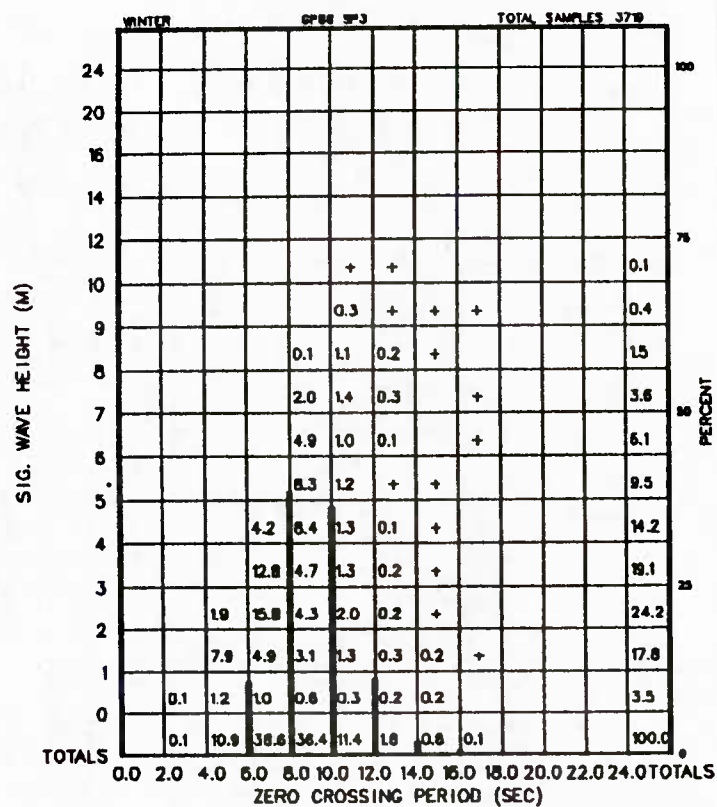 WINTER TOTAL SAMPLES
24 100
20
16
14
12 75
10 + + 0.1
9 0.3 + + + 0.4
8 0.1 1.1 0.2 + 1.5
7 2.0 1.4 0.3 + 3.6
6 4.9 1.0 0.1 + 6.1
50
5 8.3 1.2 + + 9.5
4 4.2 8.4 1.3 0.1 + 14.2
3 12.8 4.7 1.3 0.2 + 19.1
25
2 1.9 15.8 4.3 2.0 0.2 + 24.2
1 7.9 4.9 3.1 1.3 0.3 0.2 + 17.8
0 0.1 1.2 1.0 0.6 0.3 0.2 0.2 3.5
0.1 10.9 38.6 36.4 11.4 1.8 0.1 100.0
TOTALS 0
0.0 2.0 4.0 6.0 8.0 10.0 12.0 14.0 16.0 18.0 20.0 22.0 24.0 TOTALS
ZERO CROSSING PERIOD (SEC)
SIG. WAVE HEIGHT (M)
PERCENT